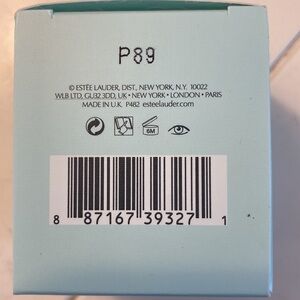 P89
© ESTÉE LAUDER, DIST., NEW YORK, N.Y. 10022
WLB LTD, GU32 3DD, UK • NEW YORK • LONDON • PARIS
MADE IN U.K. P482 esteelauder.com
6M
8 87167 39327 1